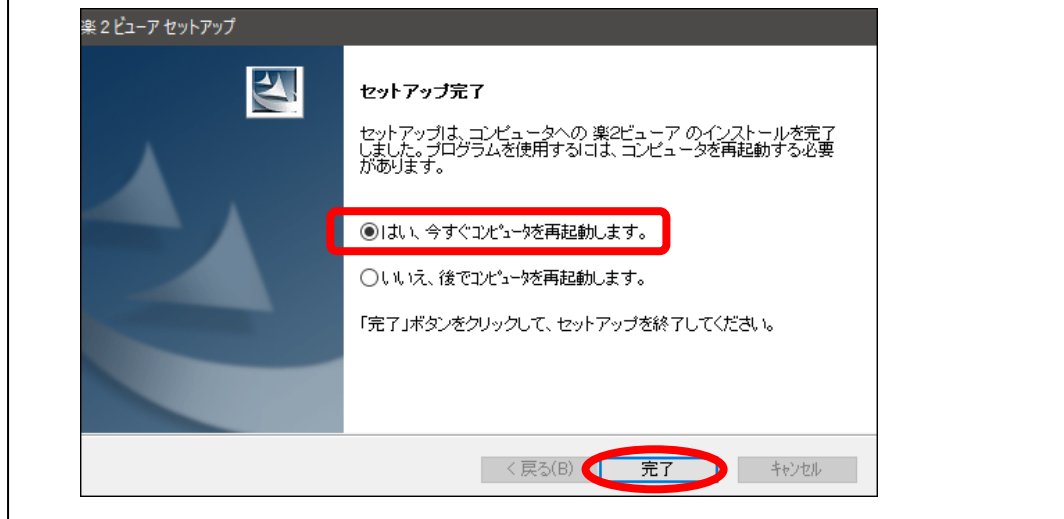 楽２ビューア セットアップ
セットアップ完了
セットアップは、コンピュータへの 楽2ビューア のインストールを完了
しました。プログラムを使用するには、コンピュータを再起動する必要
があります。
はい、今すぐコンピュータを再起動します。
いいえ、後でコンピュータを再起動します。
「完了」ボタンをクリックして、セットアップを終了してください。
< 戻る(B)
完了
キャンセル